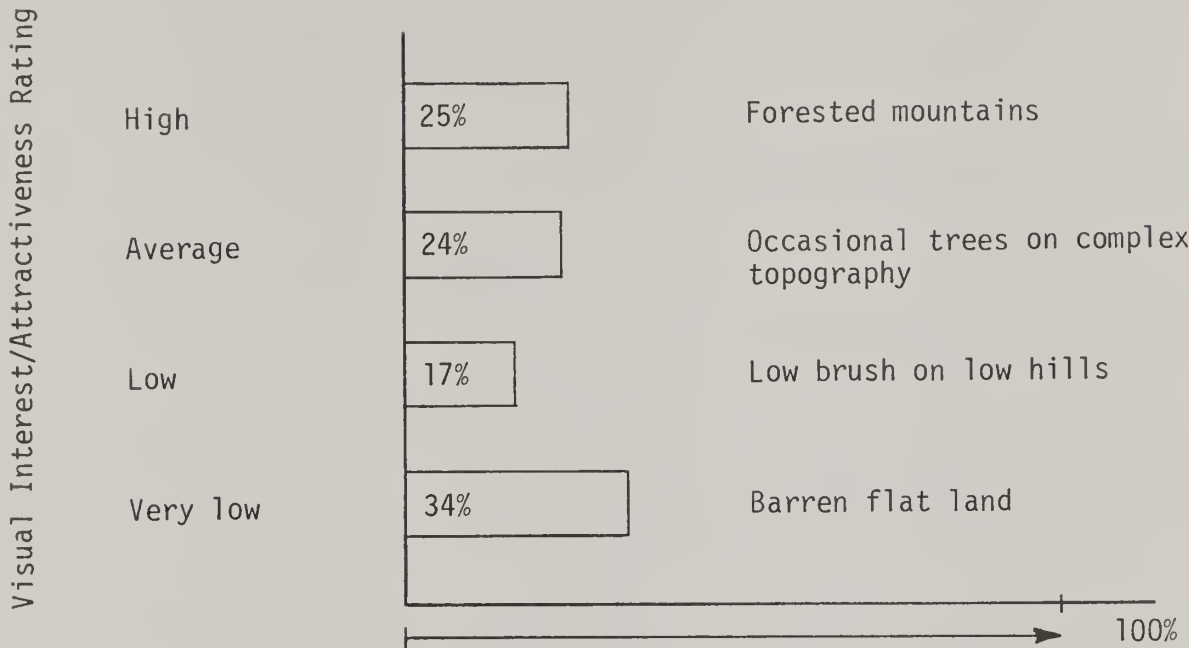 Visual Interest/Attractiveness Rating
High
25%
Forested mountains
Average
24%
Occasional trees on complex
topography
Low
17%
Low brush on low hills
Very low
34%
Barren flat land
100%